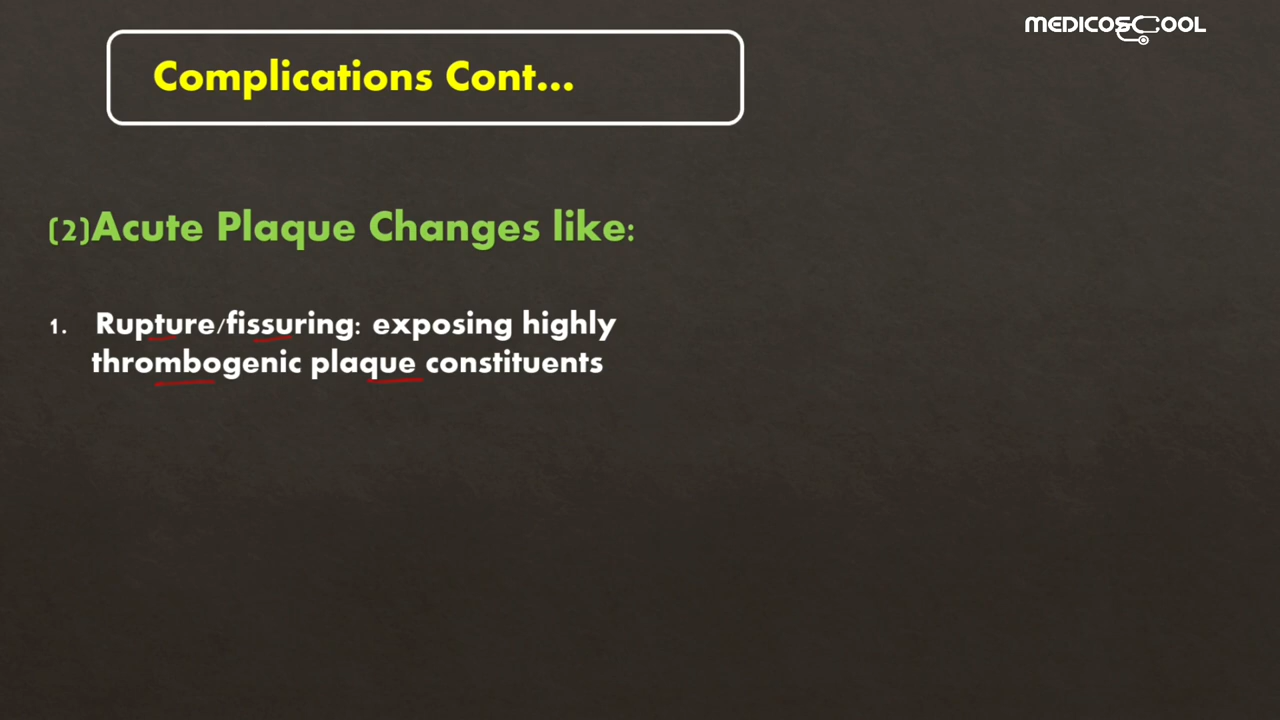 MEDICOSCOOL
Complications Cont...
(2)Acute Plaque Changes like:
1. Rupture/fissuring: exposing highly
thrombogenic plaque constituents